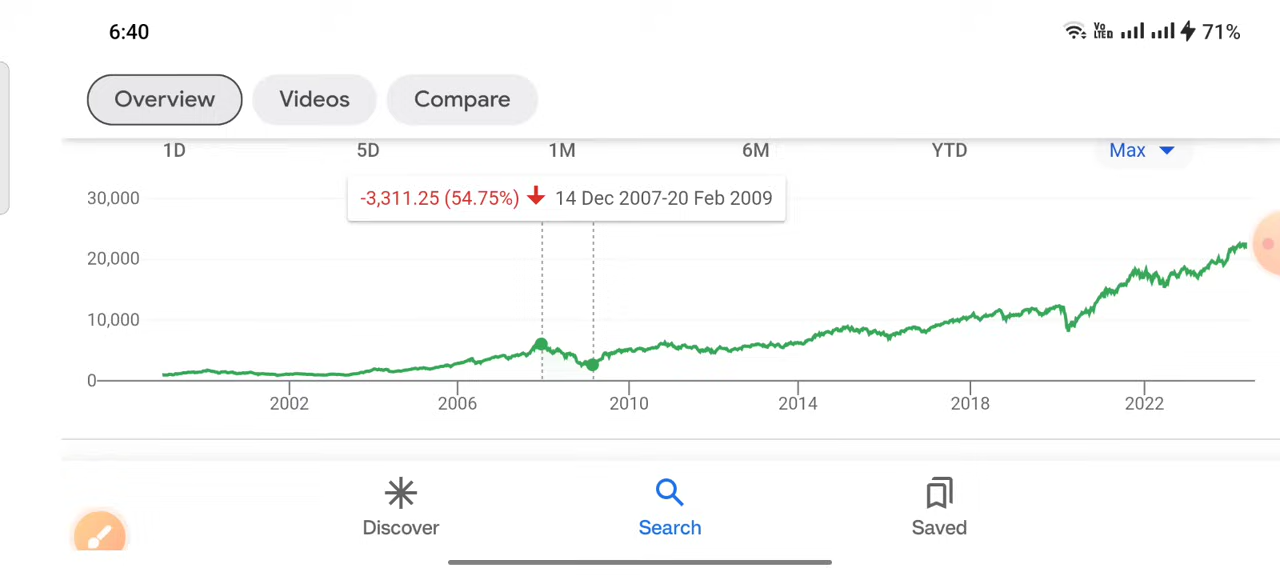 6:40 Vo LTED 71%
Overview Videos Compare
1D 5D 1M 6M YTD Max
-3,311.25 (54.75%) 14 Dec 2007-20 Feb 2009
30,000
20,000
10,000
0
2002 2006 2010 2014 2018 2022
Discover Search Saved